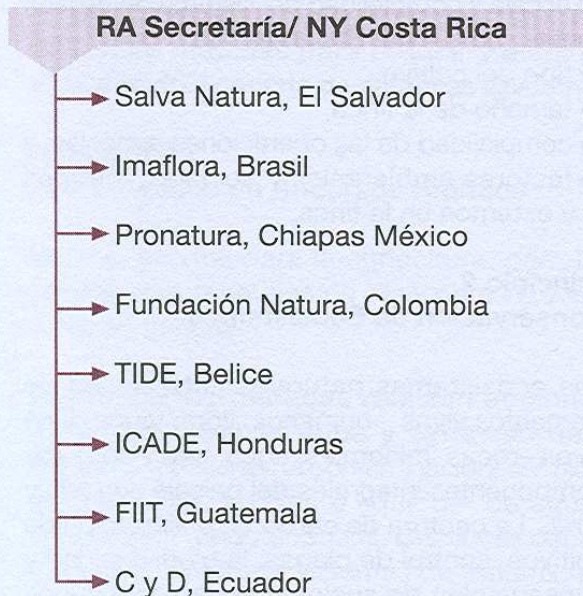 RA Secretaría/ NY Costa Rica
Salva Natura, El Salvador
Imaflora, Brasil
Pronatura, Chiapas México
Fundación Natura, Colombia
TIDE, Belice
ICADE, Honduras
FIIT, Guatemala
C y D, Ecuador